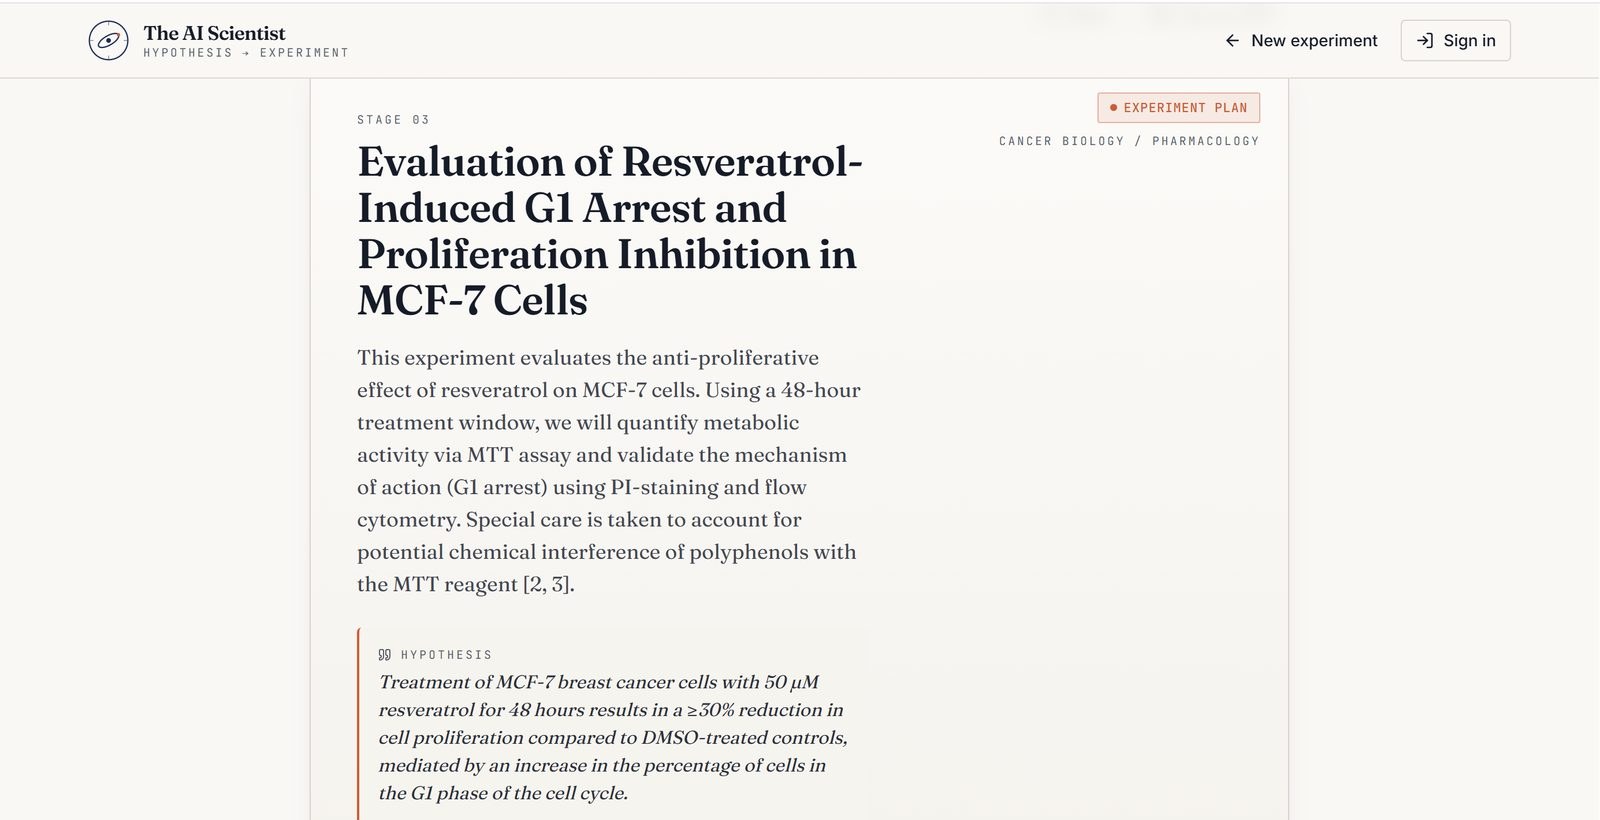 The AI Scientist
HYPOTHESIS → EXPERIMENT
← New experiment
Sign in
EXPERIMENT PLAN
CANCER BIOLOGY / PHARMACOLOGY
STAGE 03
Evaluation of Resveratrol-
Induced G1 Arrest and
Proliferation Inhibition in
MCF-7 Cells
This experiment evaluates the anti-proliferative
effect of resveratrol on MCF-7 cells. Using a 48-hour
treatment window, we will quantify metabolic
activity via MTT assay and validate the mechanism
of action (G1 arrest) using PI-staining and flow
cytometry. Special care is taken to account for
potential chemical interference of polyphenols with
the MTT reagent [2, 3].
HYPOTHESIS
Treatment of MCF-7 breast cancer cells with 50 μM
resveratrol for 48 hours results in a ≥30% reduction in
cell proliferation compared to DMSO-treated controls,
mediated by an increase in the percentage of cells in
the G1 phase of the cell cycle.